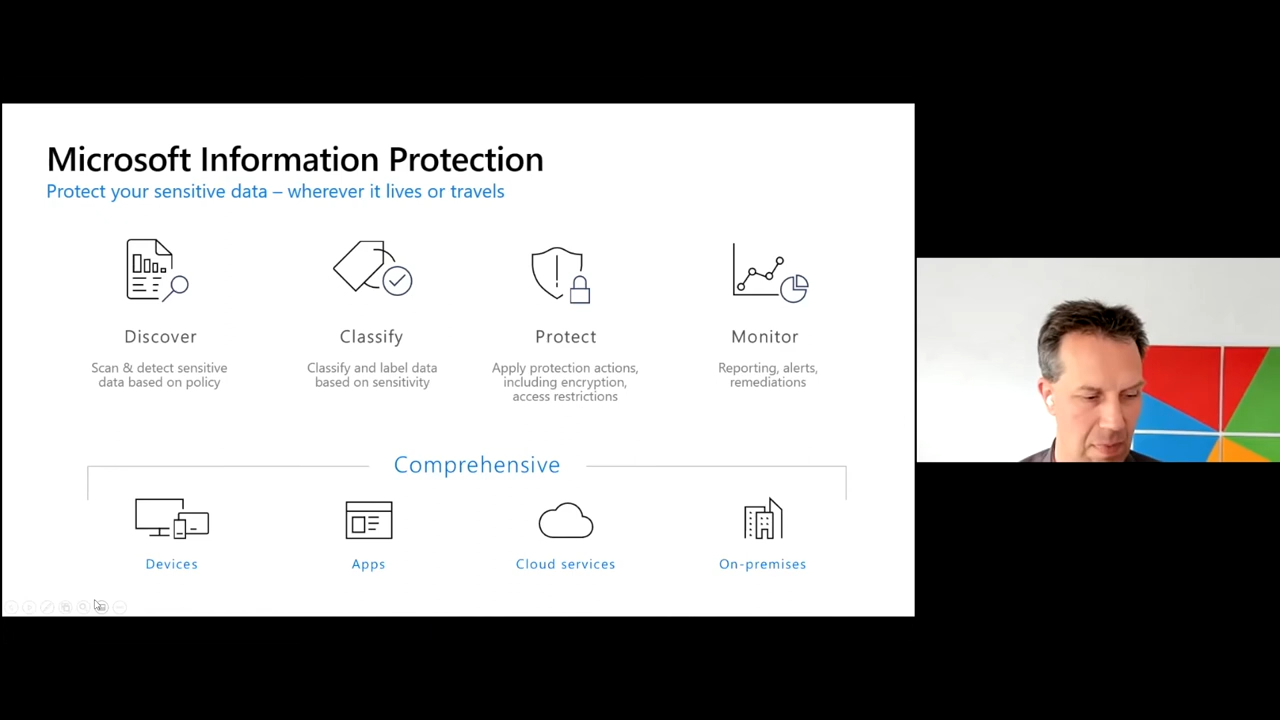 Microsoft Information Protection
Protect your sensitive data – wherever it lives or travels
Discover
Scan & detect sensitive
data based on policy
Classify
Classify and label data
based on sensitivity
Protect
Apply protection actions,
including encryption,
access restrictions
Monitor
Reporting, alerts,
remediations
Comprehensive
Devices
Apps
Cloud services
On-premises